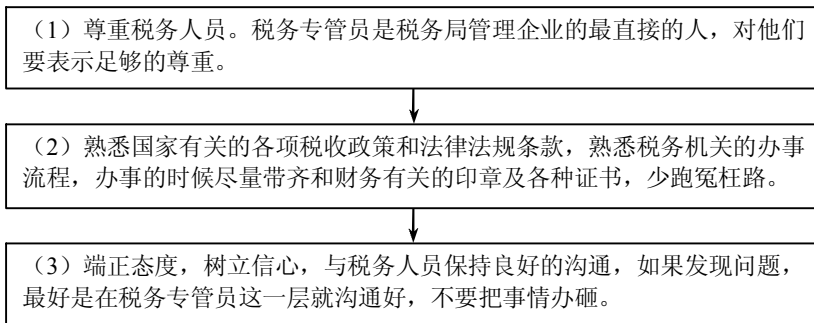 （1）尊重税务人员。税务专管员是税务局管理企业的最直接的人，对他们
要表示足够的尊重。
（2）熟悉国家有关的各项税收政策和法律法规条款，熟悉税务机关的办事
流程，办事的时候尽量带齐和财务有关的印章及各种证书，少跑冤枉路。
（3）端正态度，树立信心，与税务人员保持良好的沟通，如果发现问题，
最好是在税务专管员这一层就沟通好，不要把事情办砸。